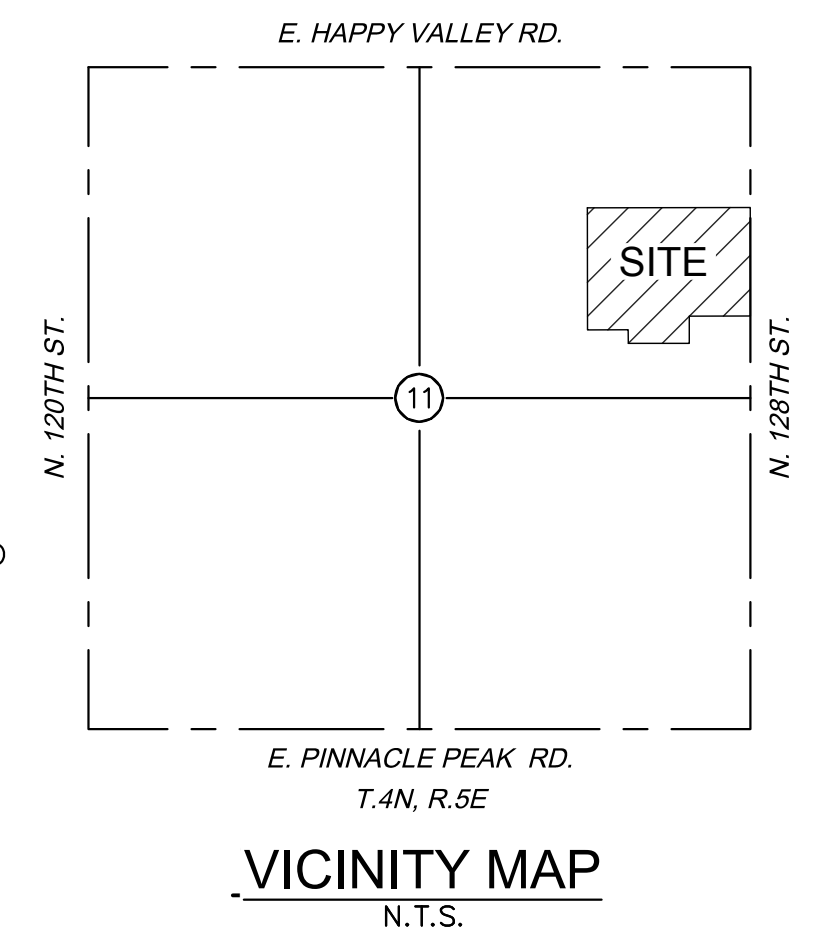 E. HAPPY VALLEY RD.
SITE
N. 120TH ST.
11
N. 128TH ST.
E. PINNACLE PEAK RD.
T.4N, R.5E
VICINITY MAP
N.T.S.